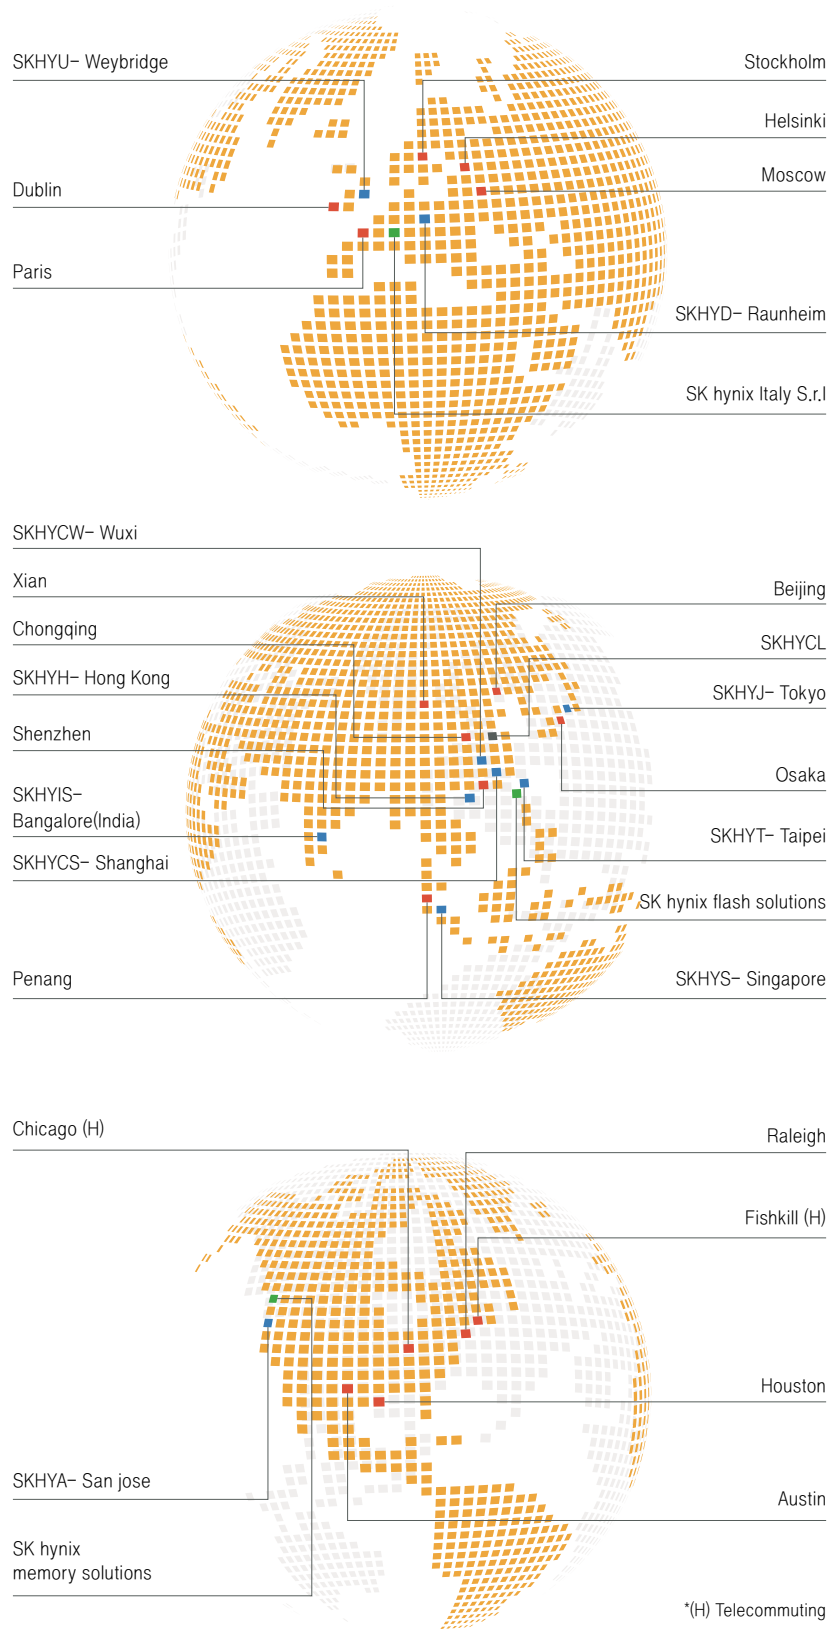 SKHYU– Weybridge
Stockholm
Helsinki
Moscow
Dublin
Paris
SKHYD– Raunheim
SK hynix Italy S.r.l
SKHYCW– Wuxi
Xian
Beijing
Chongqing
SKHYCL
SKHYH– Hong Kong
SKHYJ– Tokyo
Shenzhen
Osaka
SKHYIS–
Bangalore(India)
SKHYT– Taipei
SKHYCS– Shanghai
SK hynix flash solutions
Penang
SKHYS– Singapore
Chicago (H)
Raleigh
Fishkill (H)
Houston
SKHYA– San jose
Austin
SK hynix
memory solutions
*(H) Telecommuting